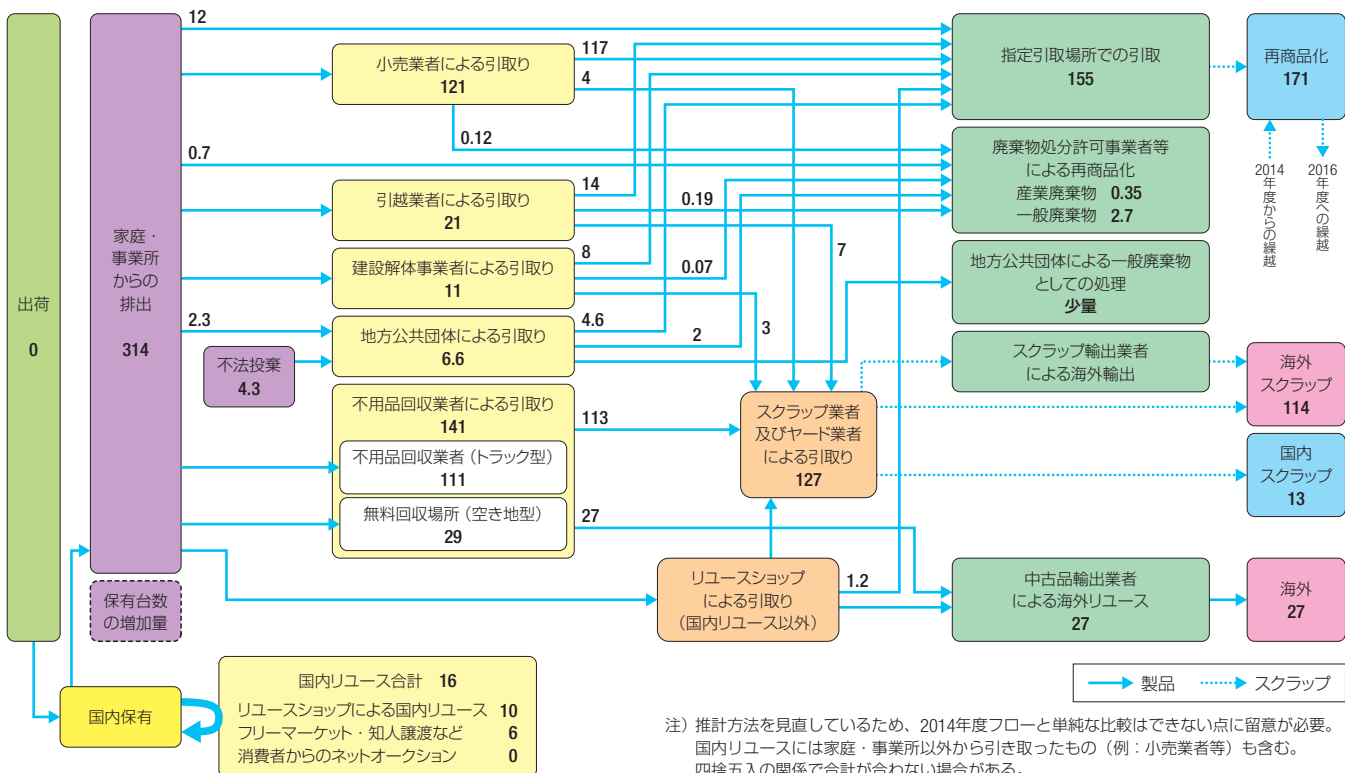 出荷
0
家庭・
事業所
からの
排出
314
保有台数
の増加量
国内保有
12
0.7
2.3
不法投棄
4.3
小売業者による引取り
121
117
4
0.12
引越業者による引取り
21
14
0.19
7
建設解体事業者による引取り
11
8
0.07
3
地方公共団体による引取り
6.6
4.6
2
不用品回収業者による引取り
141
113
不用品回収業者(トラック型)
111
無料回収場所(空き地型)
29
27
スクラップ業者
及びヤード業者
による引取り
127
リユースショップ
による引取り
(国内リユース以外)
1.2
指定引取場所での引取
155
廃棄物処分許可事業者等
による再商品化
産業廃棄物 0.35
一般廃棄物 2.7
地方公共団体による一般廃棄物
としての処理
少量
スクラップ輸出業者
による海外輸出
中古品輸出業者
による海外リユース
27
再商品化
171
2014年度からの繰越
2016年度への繰越
海外
スクラップ
114
国内
スクラップ
13
海外
27
国内リユース合計 16
リユースショップによる国内リユース 10
フリーマーケット・知人譲渡など 6
消費者からのネットオークション 0
製品 スクラップ
注)推計方法を見直しているため、2014年度フローと単純な比較はできない点に留意が必要。
国内リユースには家庭・事業所以外から引き取ったもの(例:小売業者等)も含む。
四捨五入の関係で合計が合わない場合がある。